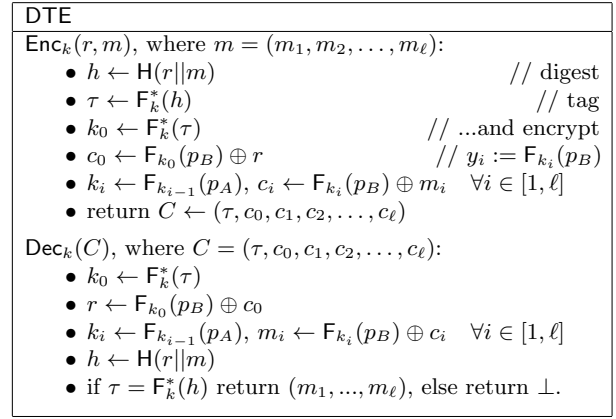 DTE
Enc_k(r, m), where m = (m_1, m_2, . . . , m_ℓ):
• h ← H(r||m) // digest
• τ ← F*_k(h) // tag
• k_0 ← F*_k(τ) // ...and encrypt
• c_0 ← F_{k_0}(p_B) ⊕ r // y_i := F_{k_i}(p_B)
• k_i ← F_{k_{i−1}}(p_A), c_i ← F_{k_i}(p_B) ⊕ m_i ∀i ∈ [1, ℓ]
• return C ← (τ, c_0, c_1, c_2, . . . , c_ℓ)
Dec_k(C), where C = (τ, c_0, c_1, c_2, . . . , c_ℓ):
• k_0 ← F*_k(τ)
• r ← F_{k_0}(p_B) ⊕ c_0
• k_i ← F_{k_{i−1}}(p_A), m_i ← F_{k_i}(p_B) ⊕ c_i ∀i ∈ [1, ℓ]
• h ← H(r||m)
• if τ = F*_k(h) return (m_1, ..., m_ℓ), else return ⊥.